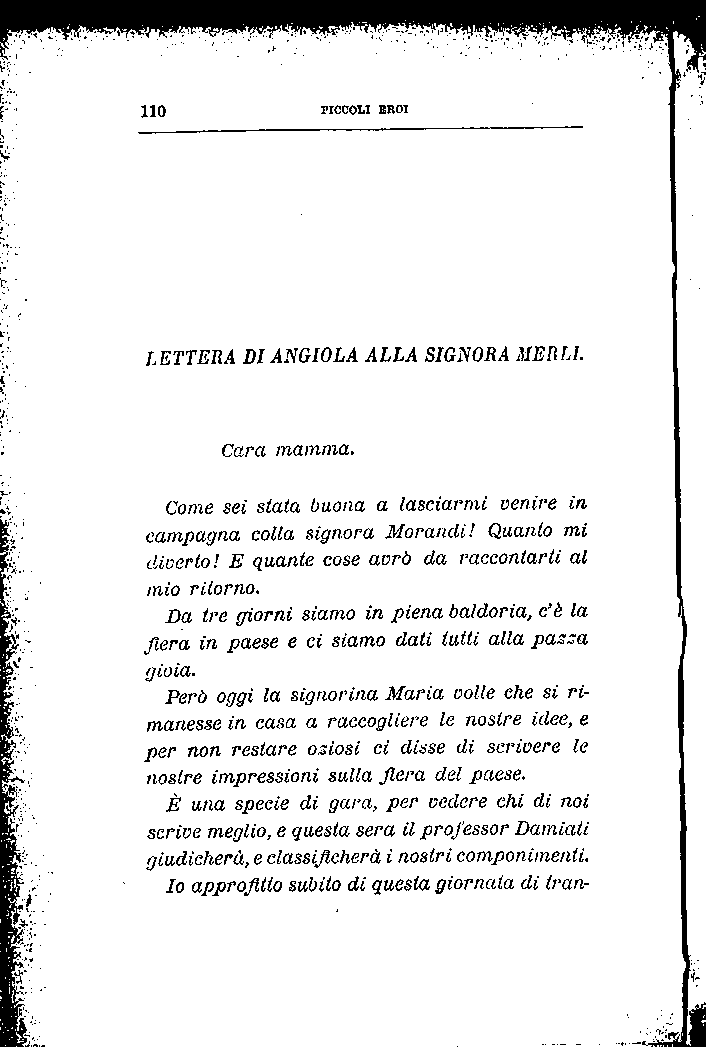 110 PICCOLI EROI
LETTERA DI ANGIOLA ALLA SIGNORA MERLI.
Cara mamma.
Come sei stata buona a lasciarmi venire in
campagna colla signora Morandi! Quanto mi
diverto! E quante cose avrò da raccontarti al
mio ritorno.
Da tre giorni siamo in piena baldoria, c'è la
fiera in paese e ci siamo dati tutti alla pazza
gioia.
Però oggi la signorina Maria volle che si ri-
manesse in casa a raccogliere le nostre idee, e
per non restare oziosi ci disse di scrivere le
nostre impressioni sulla fiera del paese.
È una specie di gara, per vedere chi di noi
scrive meglio, e questa sera il professor Damiati
giudicherà, e classificherà i nostri componimenti.
Io approfitto subito di questa giornata di tran-